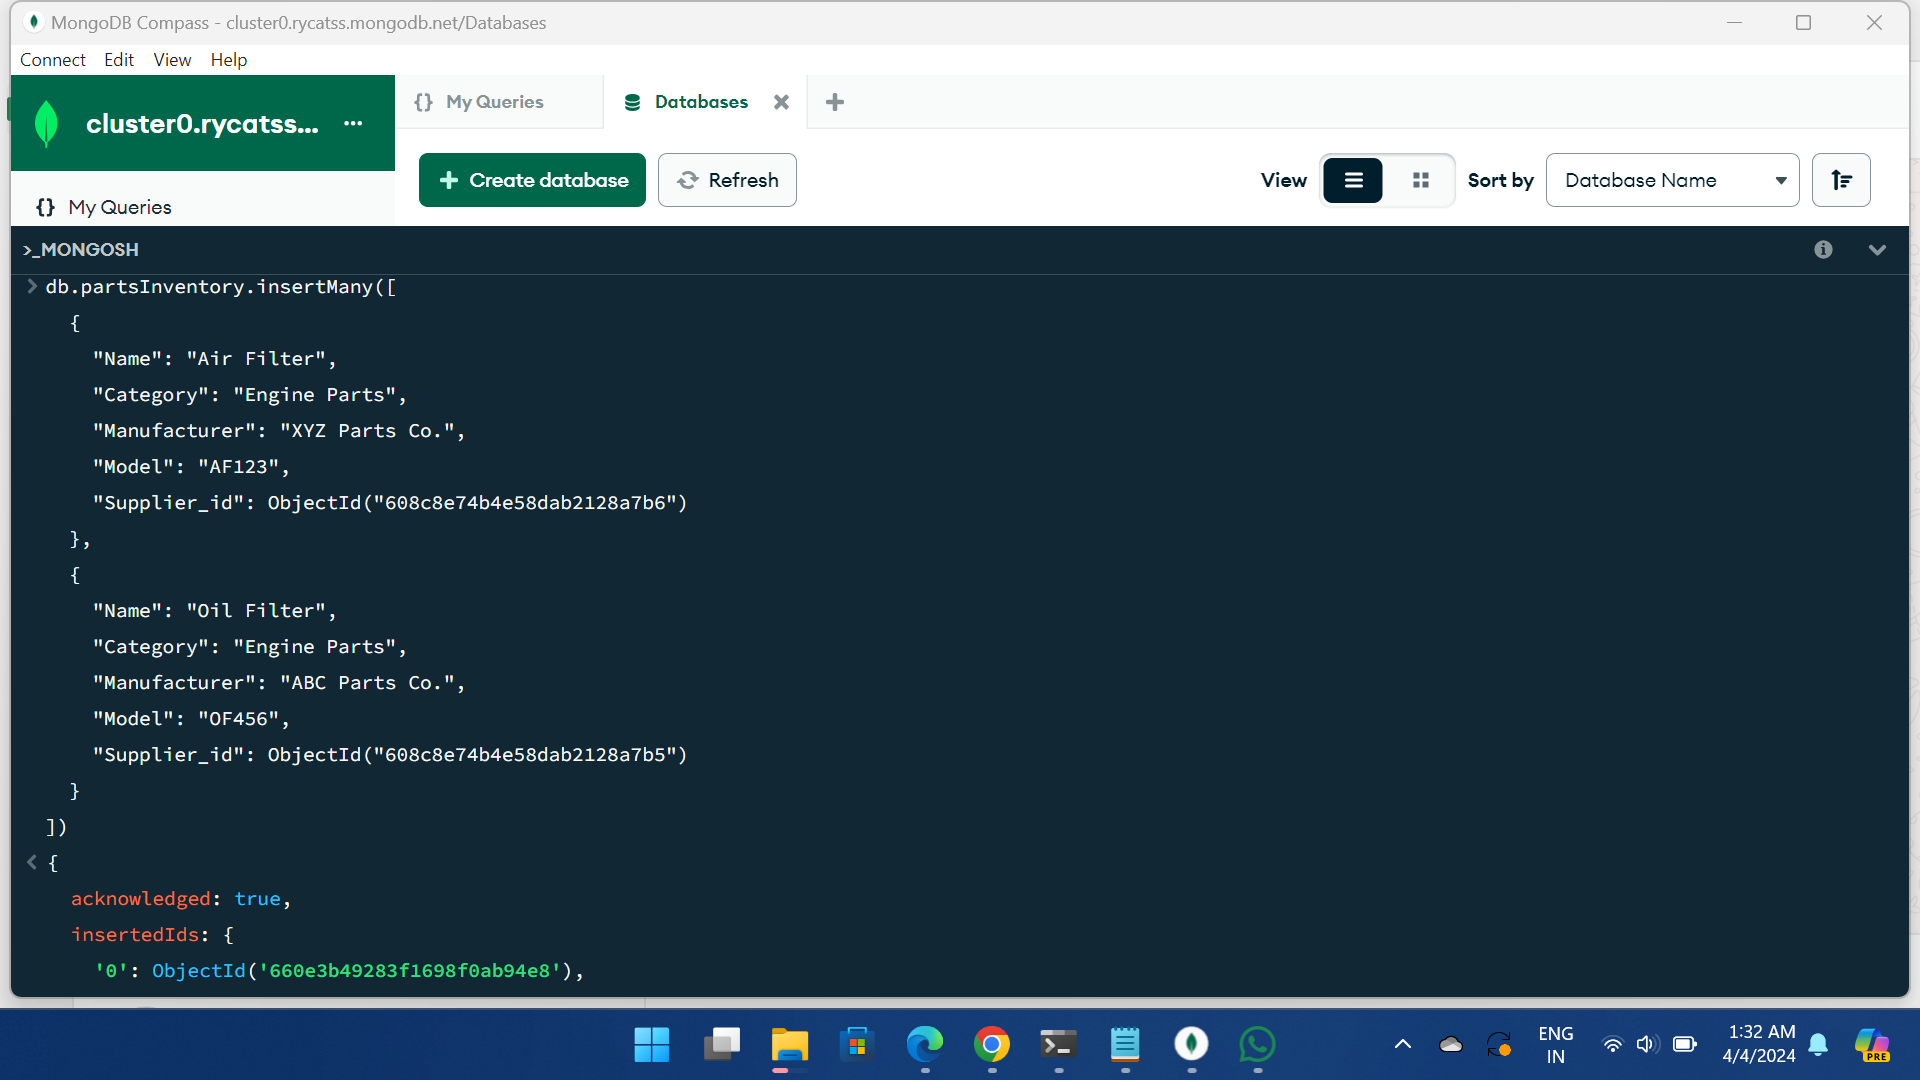 MongoDB Compass - cluster0.rycatss.mongodb.net/Databases
Connect Edit View Help
cluster0.rycatss... ...
{} My Queries
Databases
Create database
Refresh
View
Sort by
Database Name
{} My Queries
>_MONGOSH
> db.partsInventory.insertMany([
{
"Name": "Air Filter",
"Category": "Engine Parts",
"Manufacturer": "XYZ Parts Co.",
"Model": "AF123",
"Supplier_id": ObjectId("608c8e74b4e58dab2128a7b6")
},
{
"Name": "Oil Filter",
"Category": "Engine Parts",
"Manufacturer": "ABC Parts Co.",
"Model": "OF456",
"Supplier_id": ObjectId("608c8e74b4e58dab2128a7b5")
}
])
< {
acknowledged: true,
insertedIds: {
'0': ObjectId('660e3b49283f1698f0ab94e8'),
ENG
IN
1:32 AM
4/4/2024
PRE